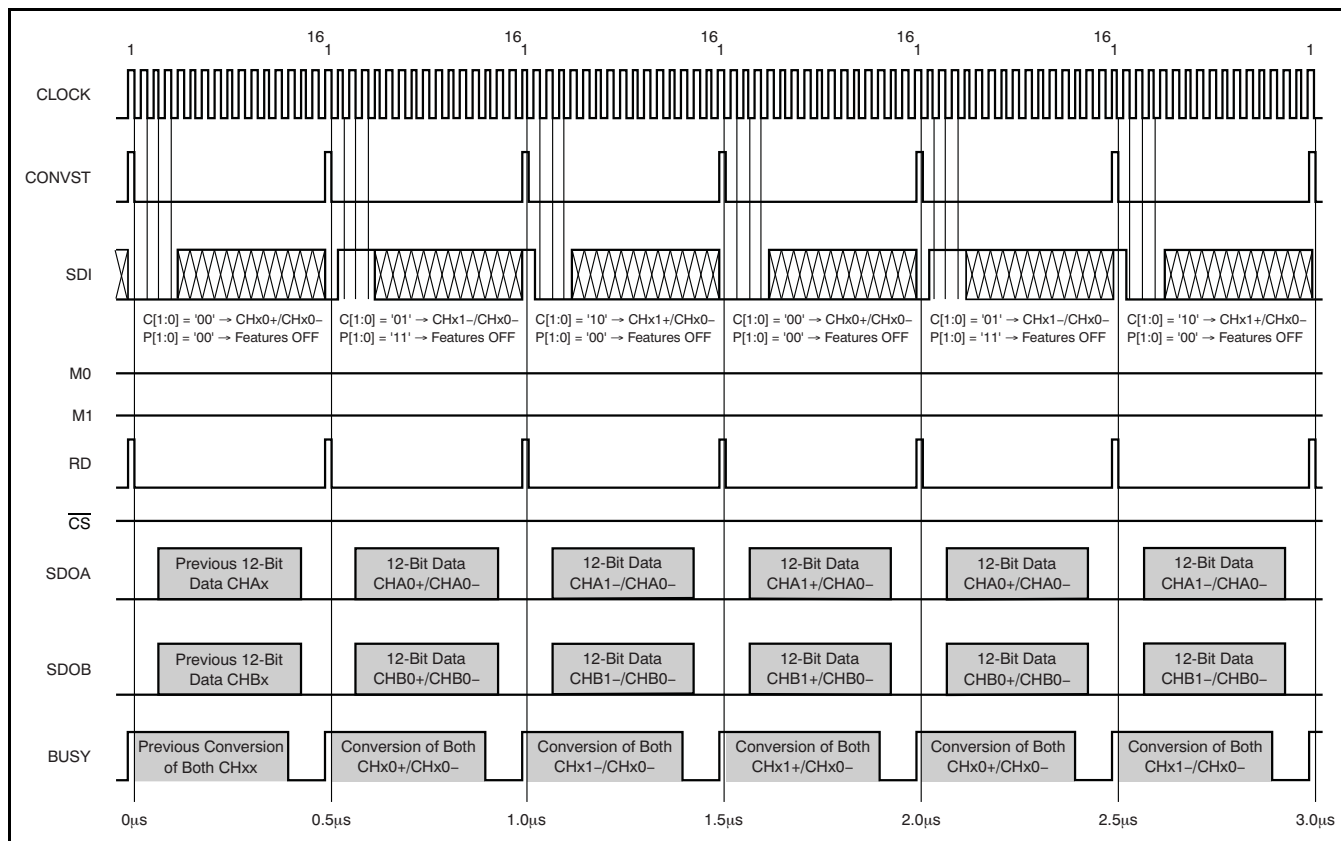 16 16 16 16 16
1 1 1 1 1 1 1
CLOCK
CONVST
SDI
C[1:0] = '00' → CHx0+/CHx0− C[1:0] = '01' → CHx1−/CHx0− C[1:0] = '10' → CHx1+/CHx0− C[1:0] = '00' → CHx0+/CHx0− C[1:0] = '01' → CHx1−/CHx0− C[1:0] = '10' → CHx1+/CHx0−
P[1:0] = '00' → Features OFF P[1:0] = '11' → Features OFF P[1:0] = '00' → Features OFF P[1:0] = '00' → Features OFF P[1:0] = '11' → Features OFF P[1:0] = '00' → Features OFF
M0
M1
RD
C̅S̅
SDOA
Previous 12-Bit 12-Bit Data 12-Bit Data 12-Bit Data 12-Bit Data 12-Bit Data
Data CHAx CHA0+/CHA0− CHA1−/CHA0− CHA1+/CHA0− CHA0+/CHA0− CHA1−/CHA0−
SDOB
Previous 12-Bit 12-Bit Data 12-Bit Data 12-Bit Data 12-Bit Data 12-Bit Data
Data CHBx CHB0+/CHB0− CHB1−/CHB0− CHB1+/CHB0− CHB0+/CHB0− CHB1−/CHB0−
BUSY
Previous Conversion Conversion of Both Conversion of Both Conversion of Both Conversion of Both Conversion of Both
of Both CHxx CHx0+/CHx0− CHx1−/CHx0− CHx1+/CHx0− CHx0+/CHx0− CHx1−/CHx0−
0μs 0.5μs 1.0μs 1.5μs 2.0μs 2.5μs 3.0μs